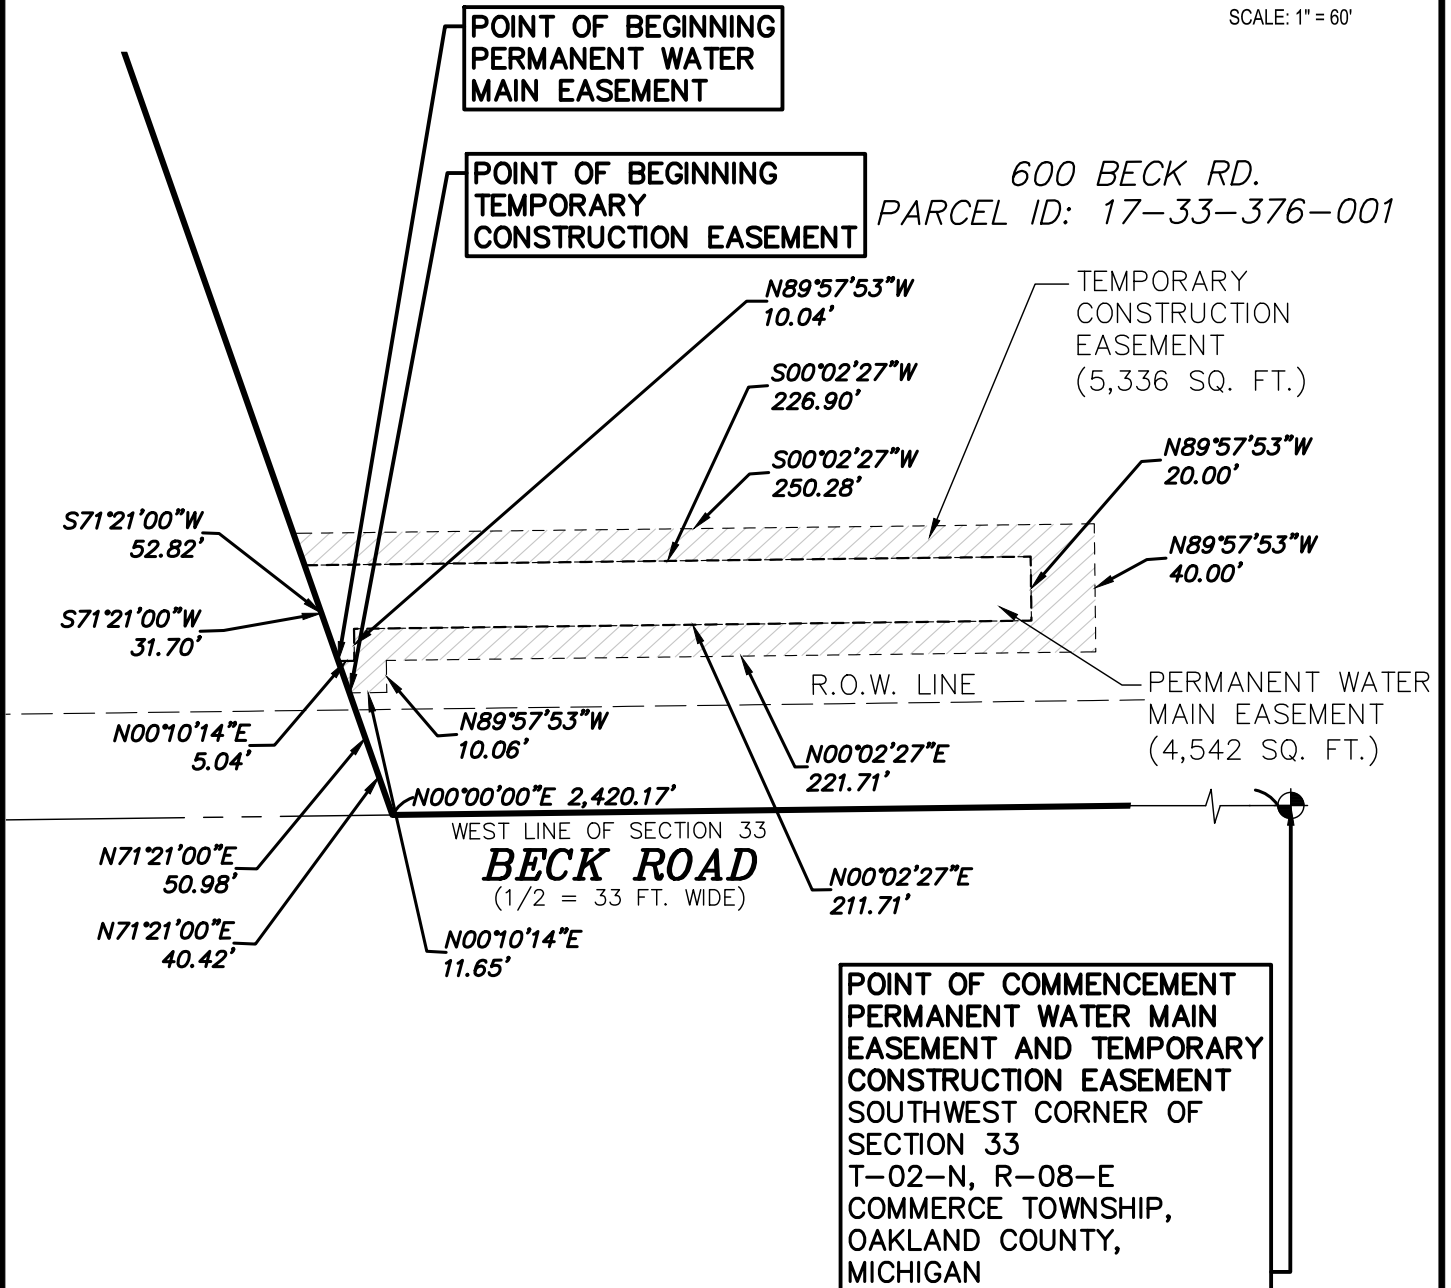 SCALE: 1" = 60'
POINT OF BEGINNING
PERMANENT WATER
MAIN EASEMENT
POINT OF BEGINNING
TEMPORARY
CONSTRUCTION EASEMENT
600 BECK RD.
PARCEL ID: 17-33-376-001
TEMPORARY
CONSTRUCTION
EASEMENT
(5,336 SQ. FT.)
N89°57'53"W
10.04'
S00°02'27"W
226.90'
S00°02'27"W
250.28'
N89°57'53"W
20.00'
N89°57'53"W
40.00'
S71°21'00"W
52.82'
S71°21'00"W
31.70'
R.O.W. LINE
PERMANENT WATER
MAIN EASEMENT
(4,542 SQ. FT.)
N00°10'14"E
5.04'
N89°57'53"W
10.06'
N00°02'27"E
221.71'
N00°00'00"E 2,420.17'
WEST LINE OF SECTION 33
BECK ROAD
(1/2 = 33 FT. WIDE)
N71°21'00"E
50.98'
N00°02'27"E
211.71'
N71°21'00"E
40.42'
N00°10'14"E
11.65'
POINT OF COMMENCEMENT
PERMANENT WATER MAIN
EASEMENT AND TEMPORARY
CONSTRUCTION EASEMENT
SOUTHWEST CORNER OF
SECTION 33
T-02-N, R-08-E
COMMERCE TOWNSHIP,
OAKLAND COUNTY,
MICHIGAN